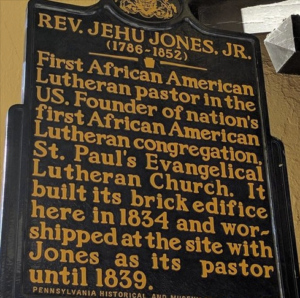 REV. JEHU JONES, JR.
(1786-1852)
First African American
Lutheran pastor in the
US. Founder of nation's
first African American
Lutheran congregation,
St. Paul's Evangelical
Lutheran Church. It
built its brick edifice
here in 1834 and wor-
shipped at the site with
Jones as its pastor
until 1839.
PENNSYLVANIA HISTORICAL AND